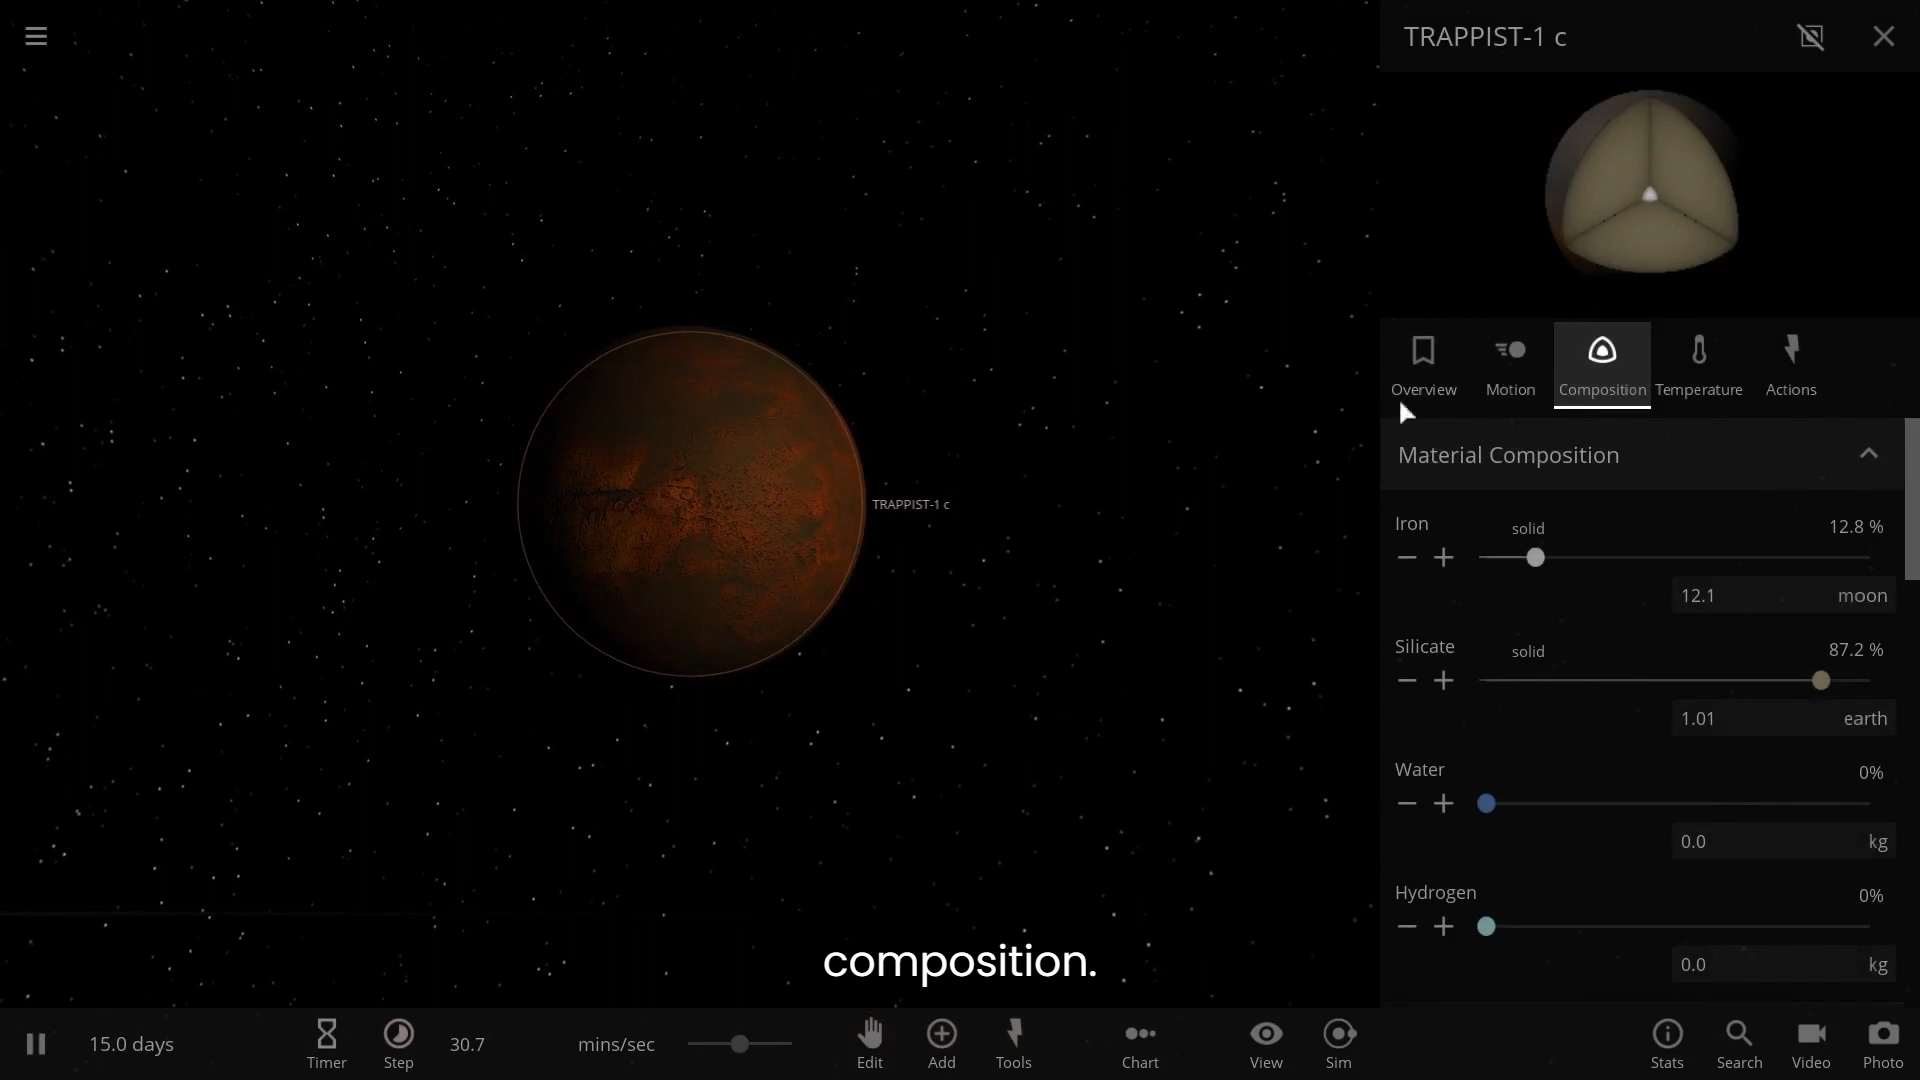 TRAPPIST-1 c
Overview
Motion
Composition
Temperature
Actions
Material Composition
Iron
solid
12.8 %
12.1 moon
Silicate
solid
87.2 %
1.01 earth
Water
0%
0.0 kg
Hydrogen
0%
0.0 kg
TRAPPIST-1 c
composition.
15.0 days
Timer
Step
30.7 mins/sec
Edit
Add
Tools
Chart
View
Sim
Stats
Search
Video
Photo